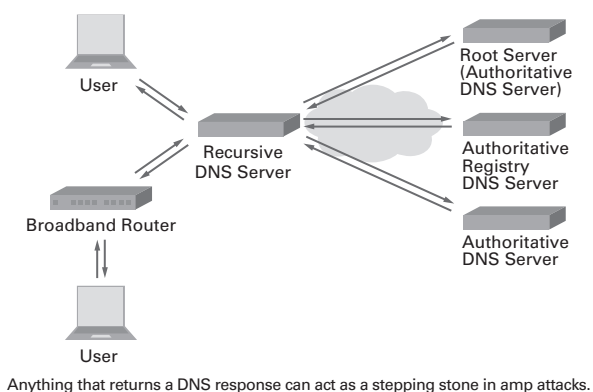 User
Root Server
(Authoritative
DNS Server)
Recursive
DNS Server
Authoritative
Registry
DNS Server
Broadband Router
Authoritative
DNS Server
User
Anything that returns a DNS response can act as a stepping stone in amp attacks.